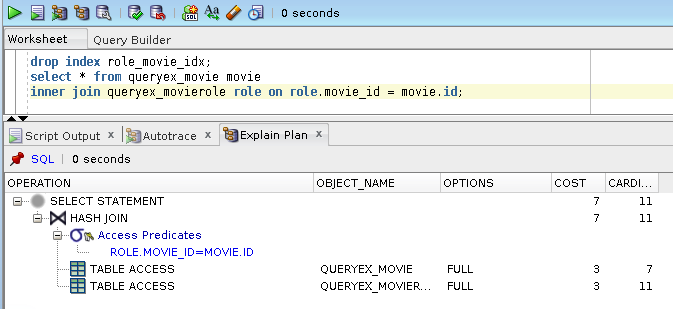 0 seconds
Worksheet Query Builder
drop index role_movie_idx;
select * from queryex_movie movie
inner join queryex_movierole role on role.movie_id = movie.id;
Script Output x Autotrace x Explain Plan x
SQL | 0 seconds
OPERATION OBJECT_NAME OPTIONS COST CARDI...
SELECT STATEMENT 7 11
HASH JOIN 7 11
Access Predicates
ROLE.MOVIE_ID=MOVIE.ID
TABLE ACCESS QUERYEX_MOVIE FULL 3 7
TABLE ACCESS QUERYEX_MOVIER... FULL 3 11